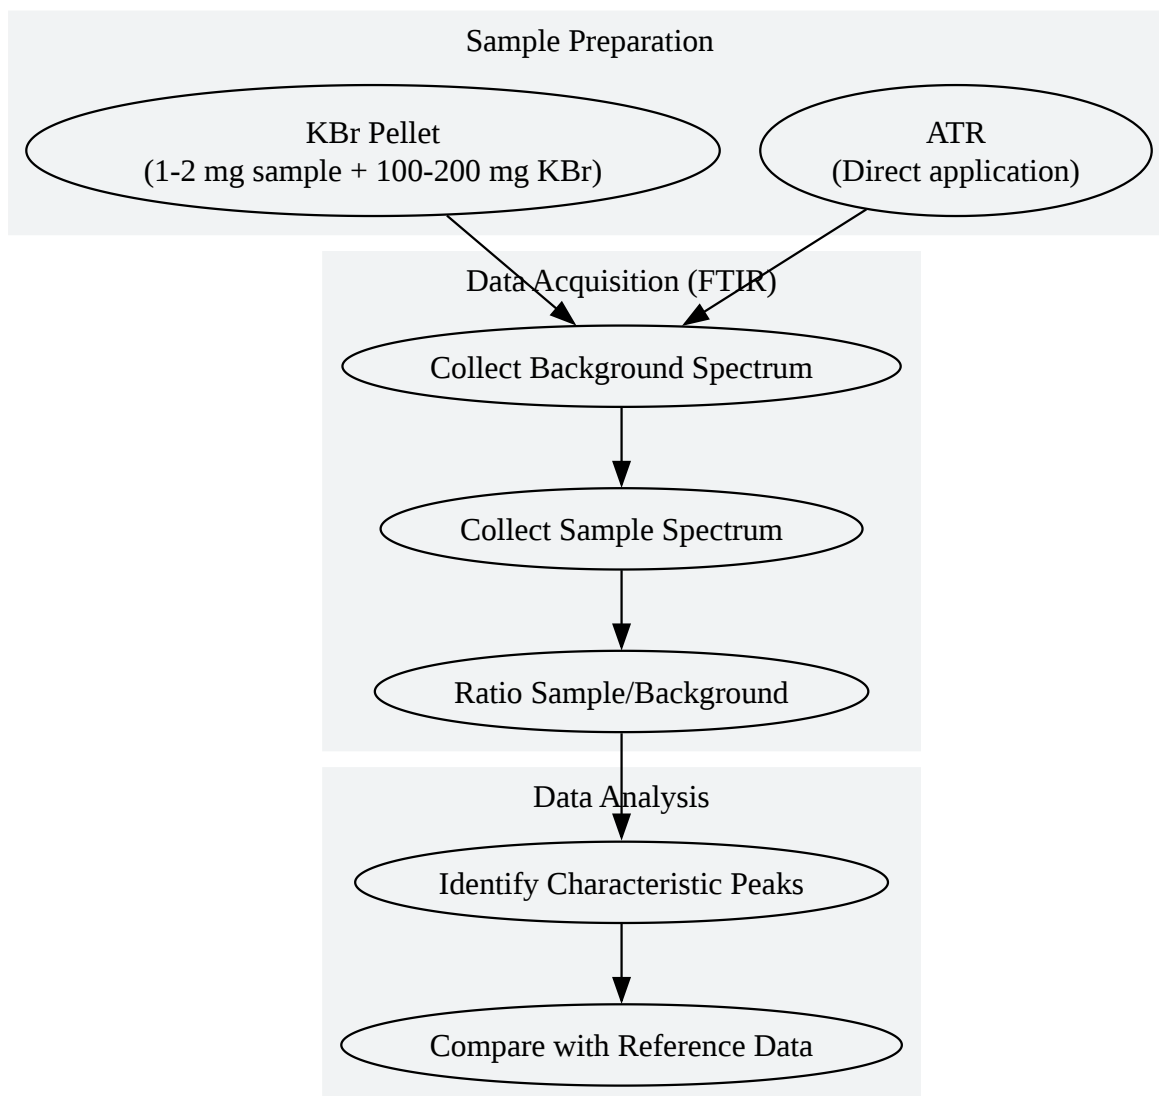 Sample Preparation
KBr Pellet
(1-2 mg sample + 100-200 mg KBr)
ATR
(Direct application)
Data Acquisition (FTIR)
Collect Background Spectrum
Collect Sample Spectrum
Ratio Sample/Background
Data Analysis
Identify Characteristic Peaks
Compare with Reference Data